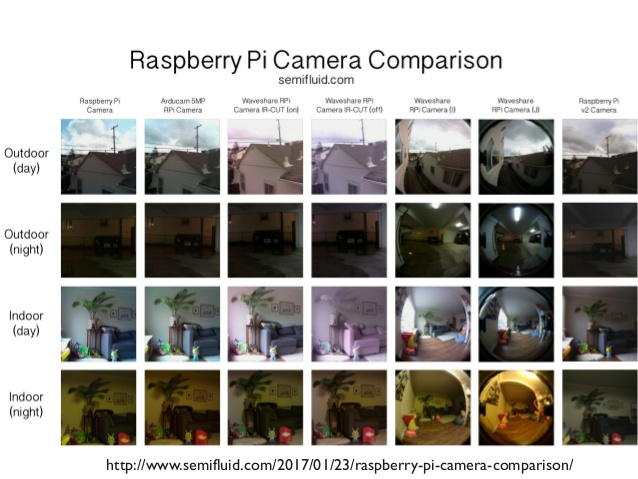 Raspberry Pi Camera Comparison
semifluid.com
Raspberry Pi
Camera
Arducam 5MP
RPi Camera
Waveshare RPi
Camera IR-CUT (on)
Waveshare RPi
Camera IR-CUT (off)
Waveshare
RPi Camera (I)
Waveshare
RPi Camera (J)
Raspberry Pi
v2 Camera
Outdoor
(day)
Outdoor
(night)
Indoor
(day)
Indoor
(night)
http://www.semifluid.com/2017/01/23/raspberry-pi-camera-comparison/